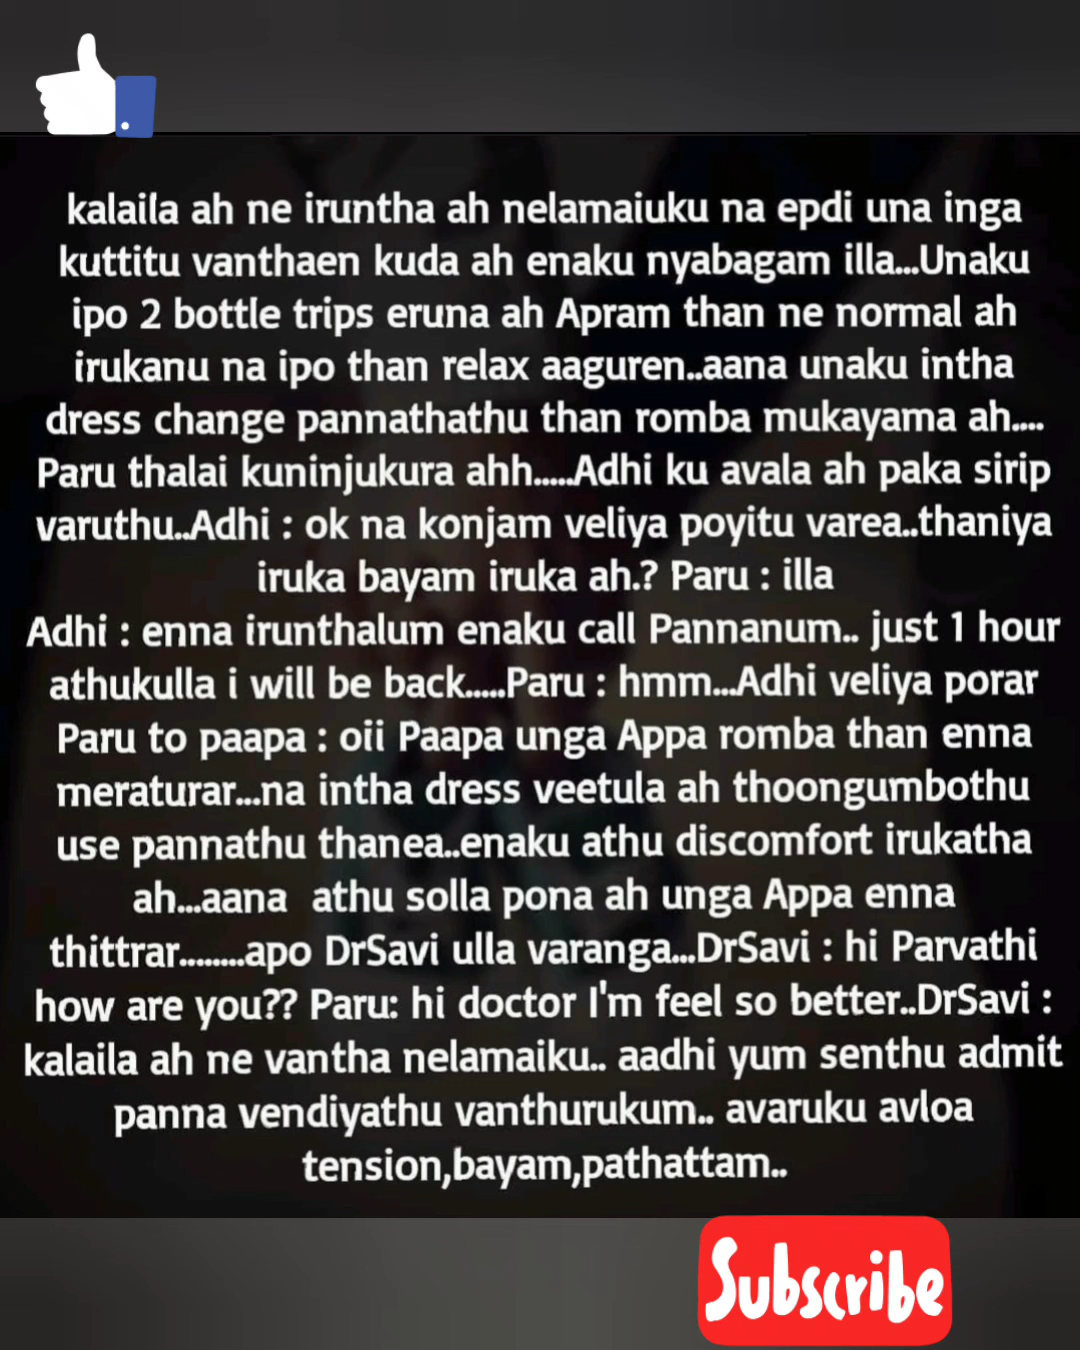 kalaila ah ne iruntha ah nelamaiuku na epdi una inga
kuttitu vanthaen kuda ah enaku nyabagam illa...Unaku
ipo 2 bottle trips eruna ah Apram than ne normal ah
irukanu na ipo than relax aaguren..aana unaku intha
dress change pannathathu than romba mukayama ah....
Paru thalai kuninjukura ahh.....Adhi ku avala ah paka sirip
varuthu..Adhi : ok na konjam veliya poyitu varea..thaniya
iruka bayam iruka ah.? Paru : illa
Adhi : enna irunthalum enaku call Pannanum.. just 1 hour
athukulla i will be back.....Paru : hmm...Adhi veliya porar
Paru to paapa : oii Paapa unga Appa romba than enna
meraturar...na intha dress veetula ah thoongumbothu
use pannathu thanea..enaku athu discomfort irukatha
ah...aana  athu solla pona ah unga Appa enna
thittrar........apo DrSavi ulla varanga...DrSavi : hi Parvathi
how are you?? Paru: hi doctor I'm feel so better..DrSavi :
kalaila ah ne vantha nelamaiku.. aadhi yum senthu admit
panna vendiyathu vanthurukum.. avaruku avloa
tension,bayam,pathattam..
Subscribe